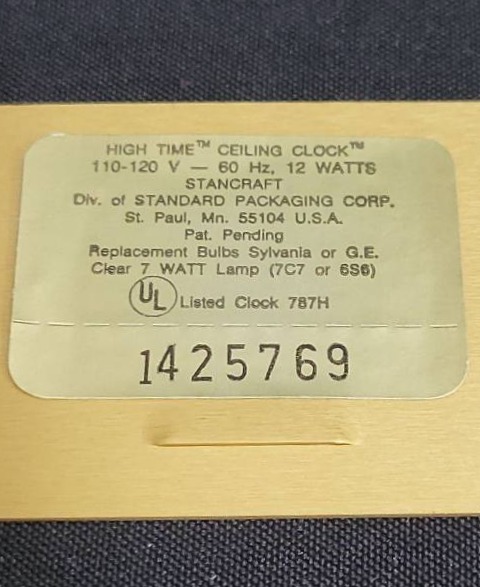 HIGH TIME™ CEILING CLOCK™
110-120 V — 60 Hz, 12 WATTS
STANCRAFT
Div. of STANDARD PACKAGING CORP.
St. Paul, Mn. 55104 U.S.A.
Pat. Pending
Replacement Bulbs Sylvania or G.E.
Clear 7 WATT Lamp (7C7 or 6S6)
UL Listed Clock 787H
1425769